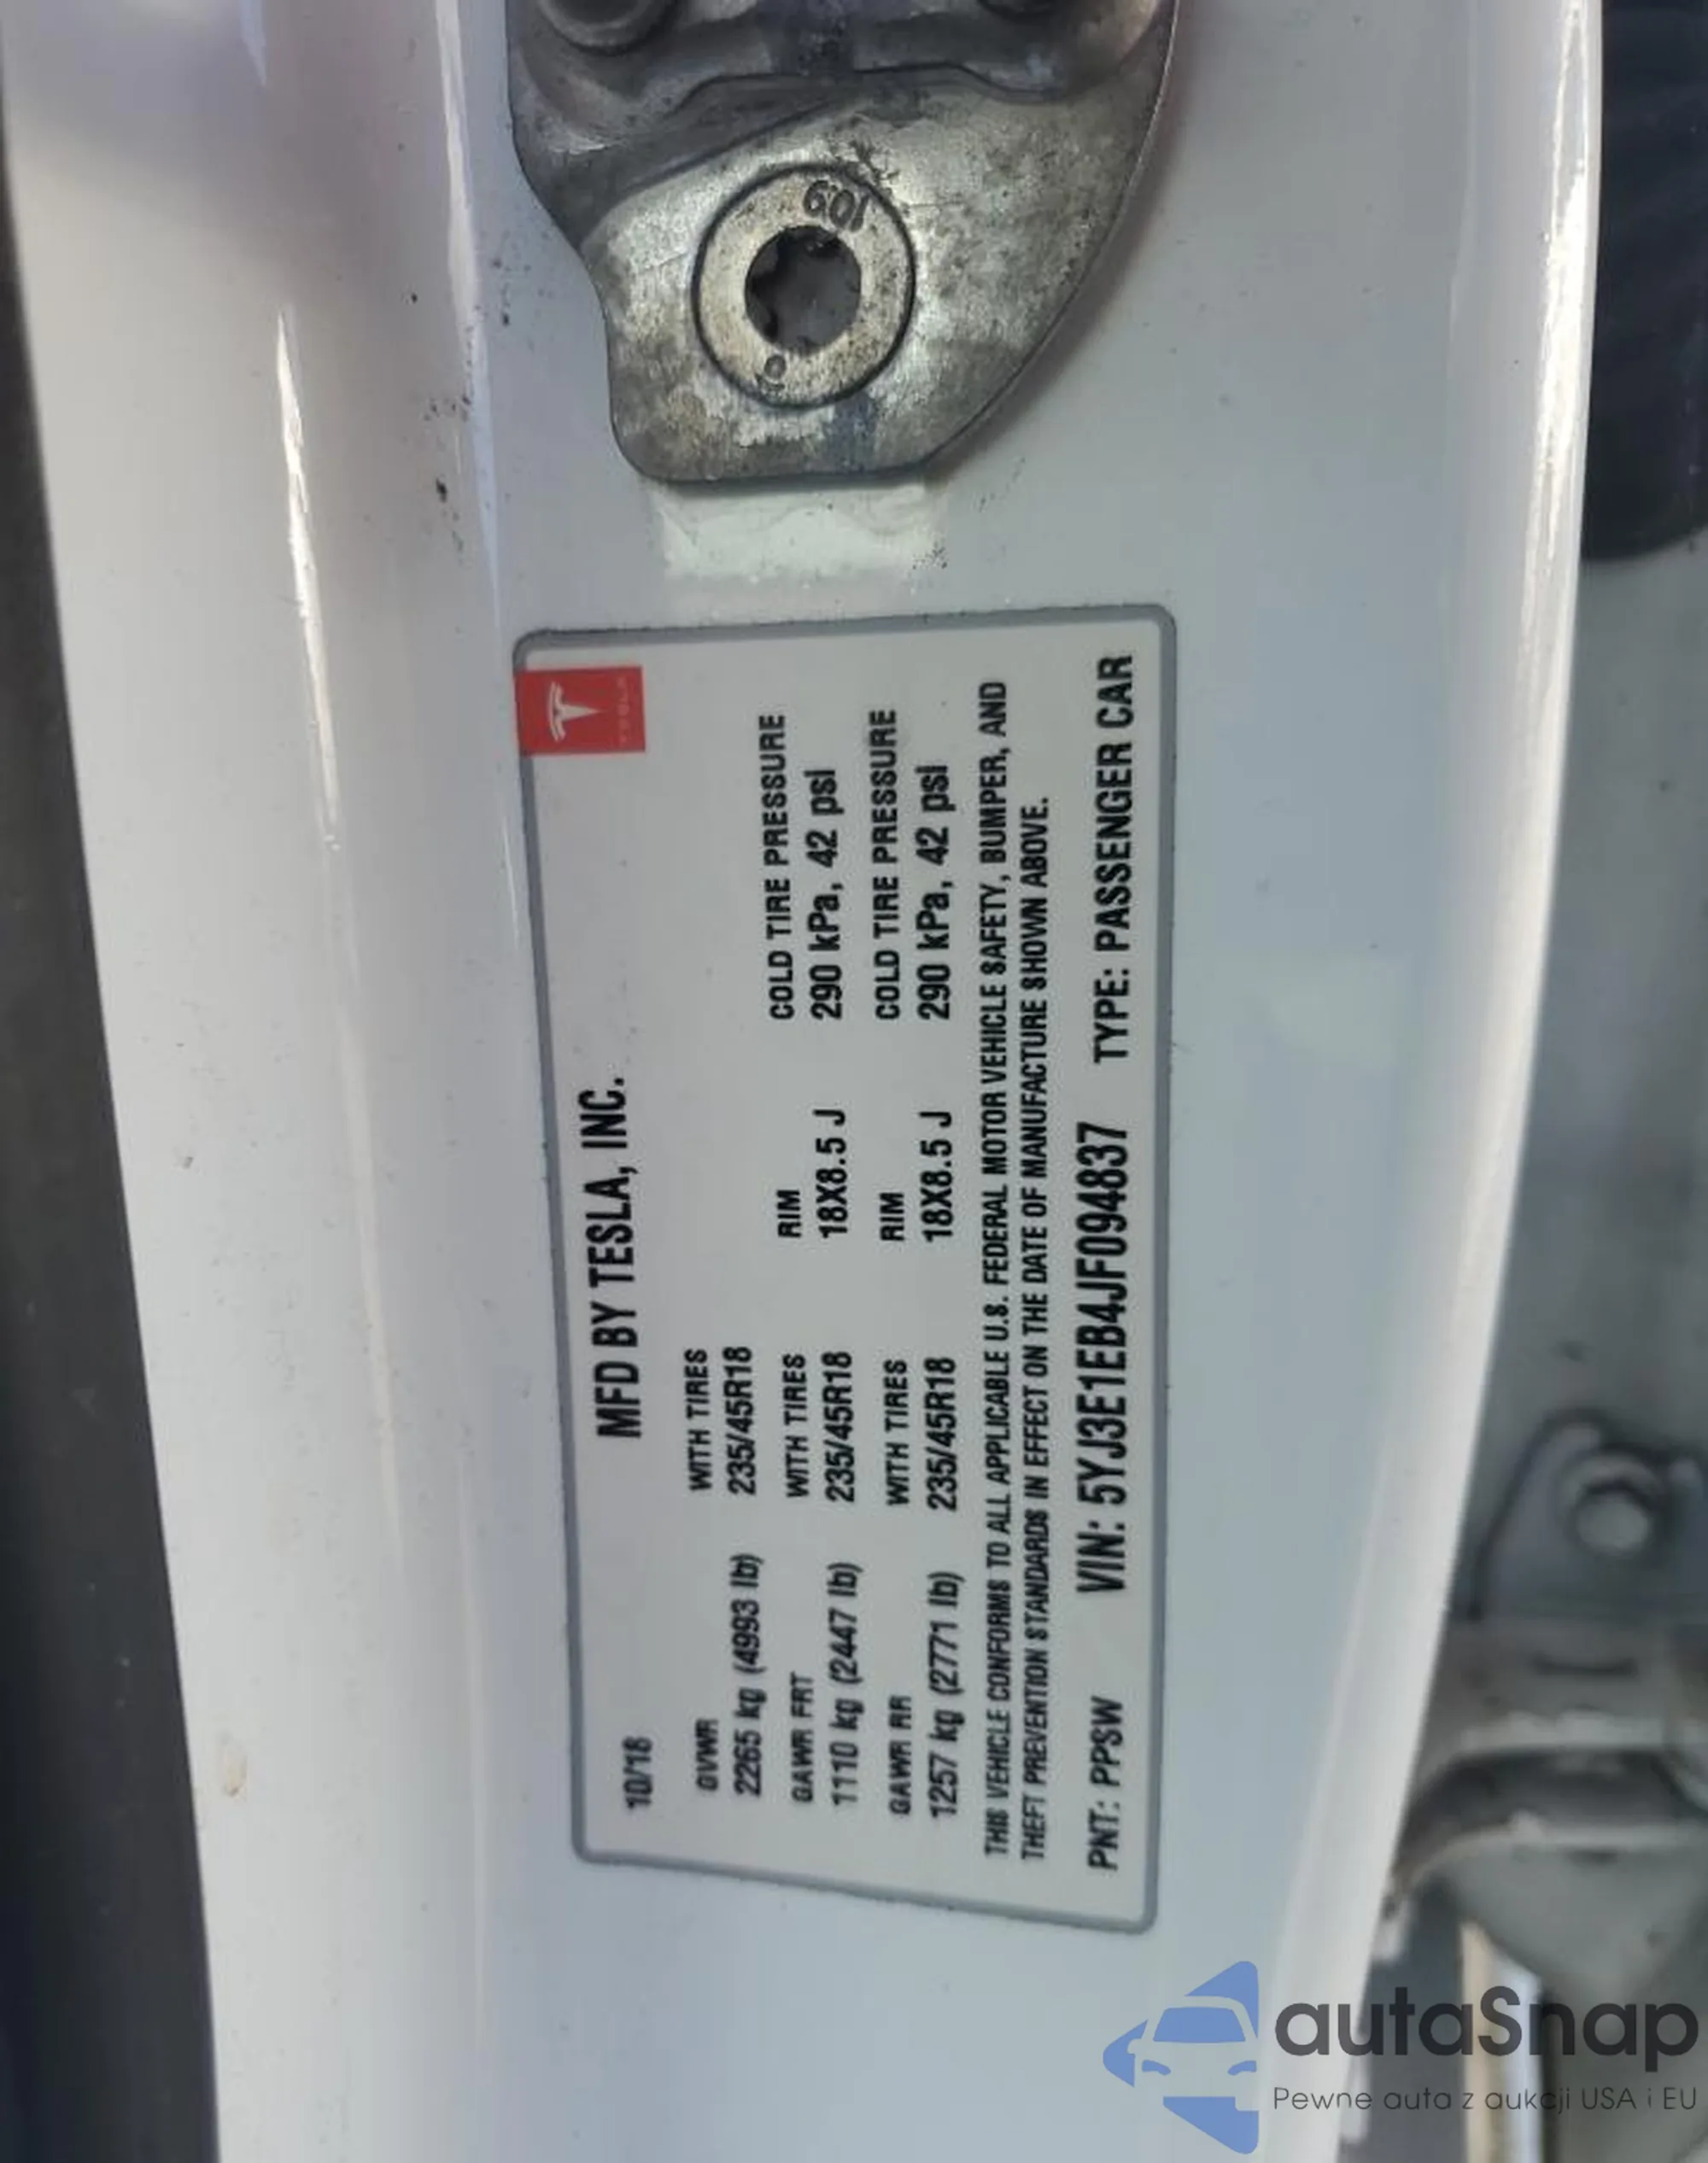 10.9
TESLA
MFD BY TESLA, INC.
10/18
GVWR WITH TIRES
2265 kg (4993 lb) 235/45R18
GAWR FRT WITH TIRES RIM COLD TIRE PRESSURE
1110 kg (2447 lb) 235/45R18 18X8.5 J 290 kPa, 42 psi
GAWR RR WITH TIRES RIM COLD TIRE PRESSURE
1257 kg (2771 lb) 235/45R18 18X8.5 J 290 kPa, 42 psi
THIS VEHICLE CONFORMS TO ALL APPLICABLE U.S. FEDERAL MOTOR VEHICLE SAFETY, BUMPER, AND
THEFT PREVENTION STANDARDS IN EFFECT ON THE DATE OF MANUFACTURE SHOWN ABOVE.
PNT: PPSW VIN: 5YJ3E1EB4JF094837 TYPE: PASSENGER CAR
autaSnap
Pewne auta z aukcji USA i EU